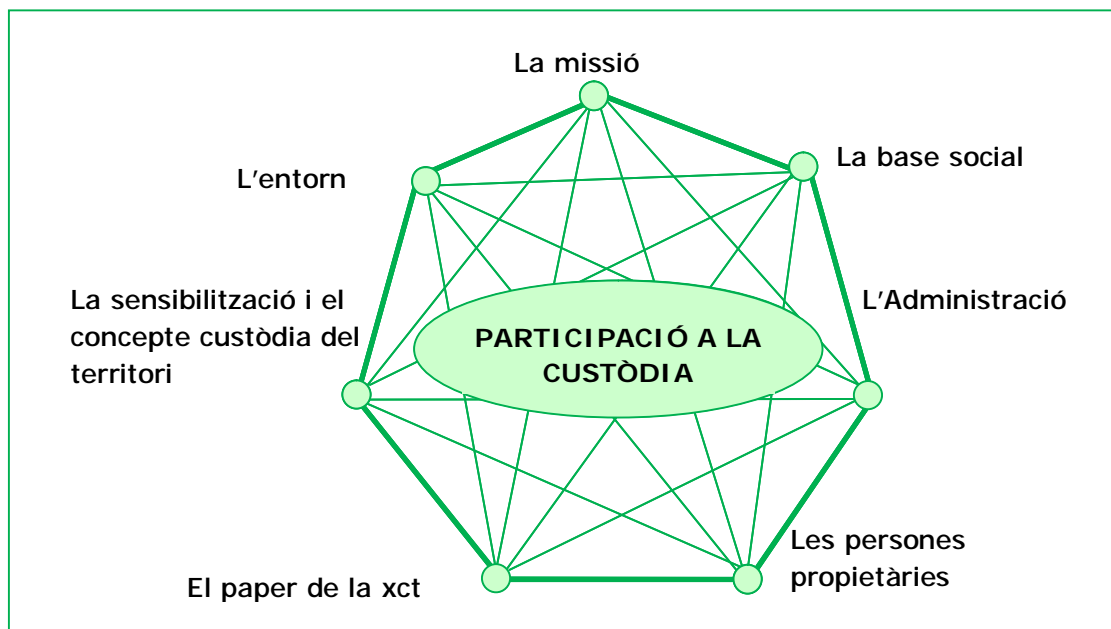 La missió
La base social
L'entorn
La sensibilització i el
concepte custòdia del
territori
L'Administració
PARTICIPACIÓ A LA
CUSTÒDIA
Les persones
propietàries
El paper de la xct